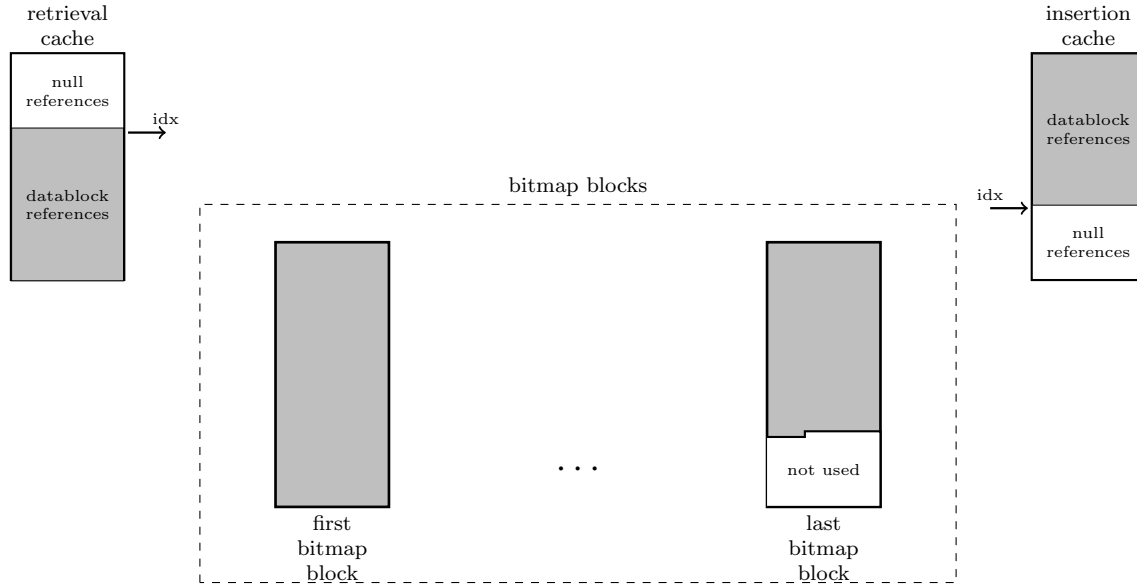 retrieval
cache
null
references
idx
datablock
references
insertion
cache
datablock
references
idx
null
references
bitmap blocks
first
bitmap
block
. . .
not used
last
bitmap
block